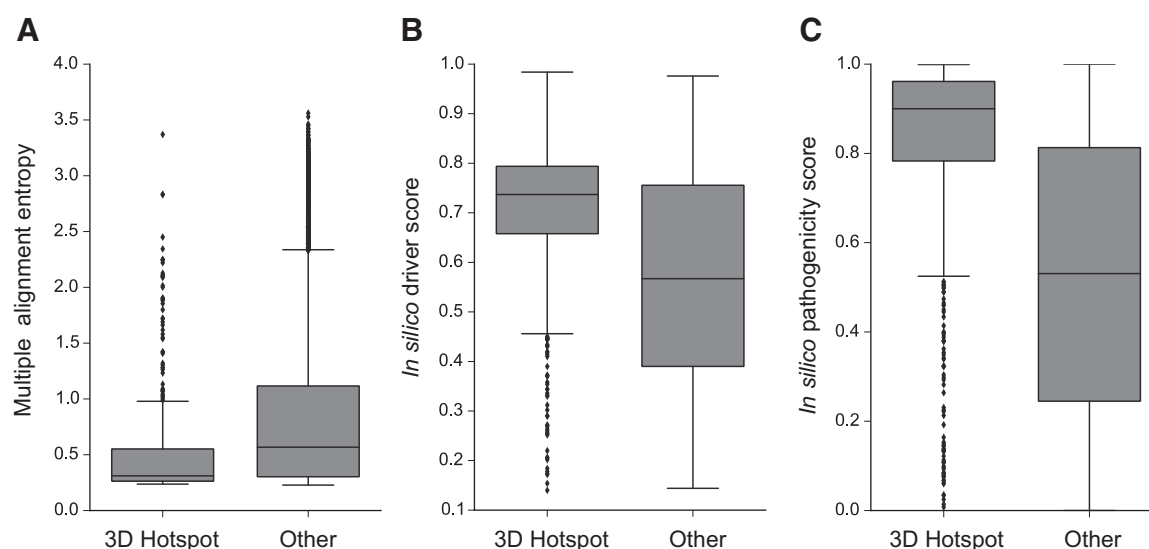 A
Multiple alignment entropy
4.0
3.5
3.0
2.5
2.0
1.5
1.0
0.5
0.0
3D Hotspot Other
B
In silico driver score
1.0
0.9
0.8
0.7
0.6
0.5
0.4
0.3
0.2
0.1
3D Hotspot Other
C
In silico pathogenicity score
1.0
0.8
0.6
0.4
0.2
0.0
3D Hotspot Other